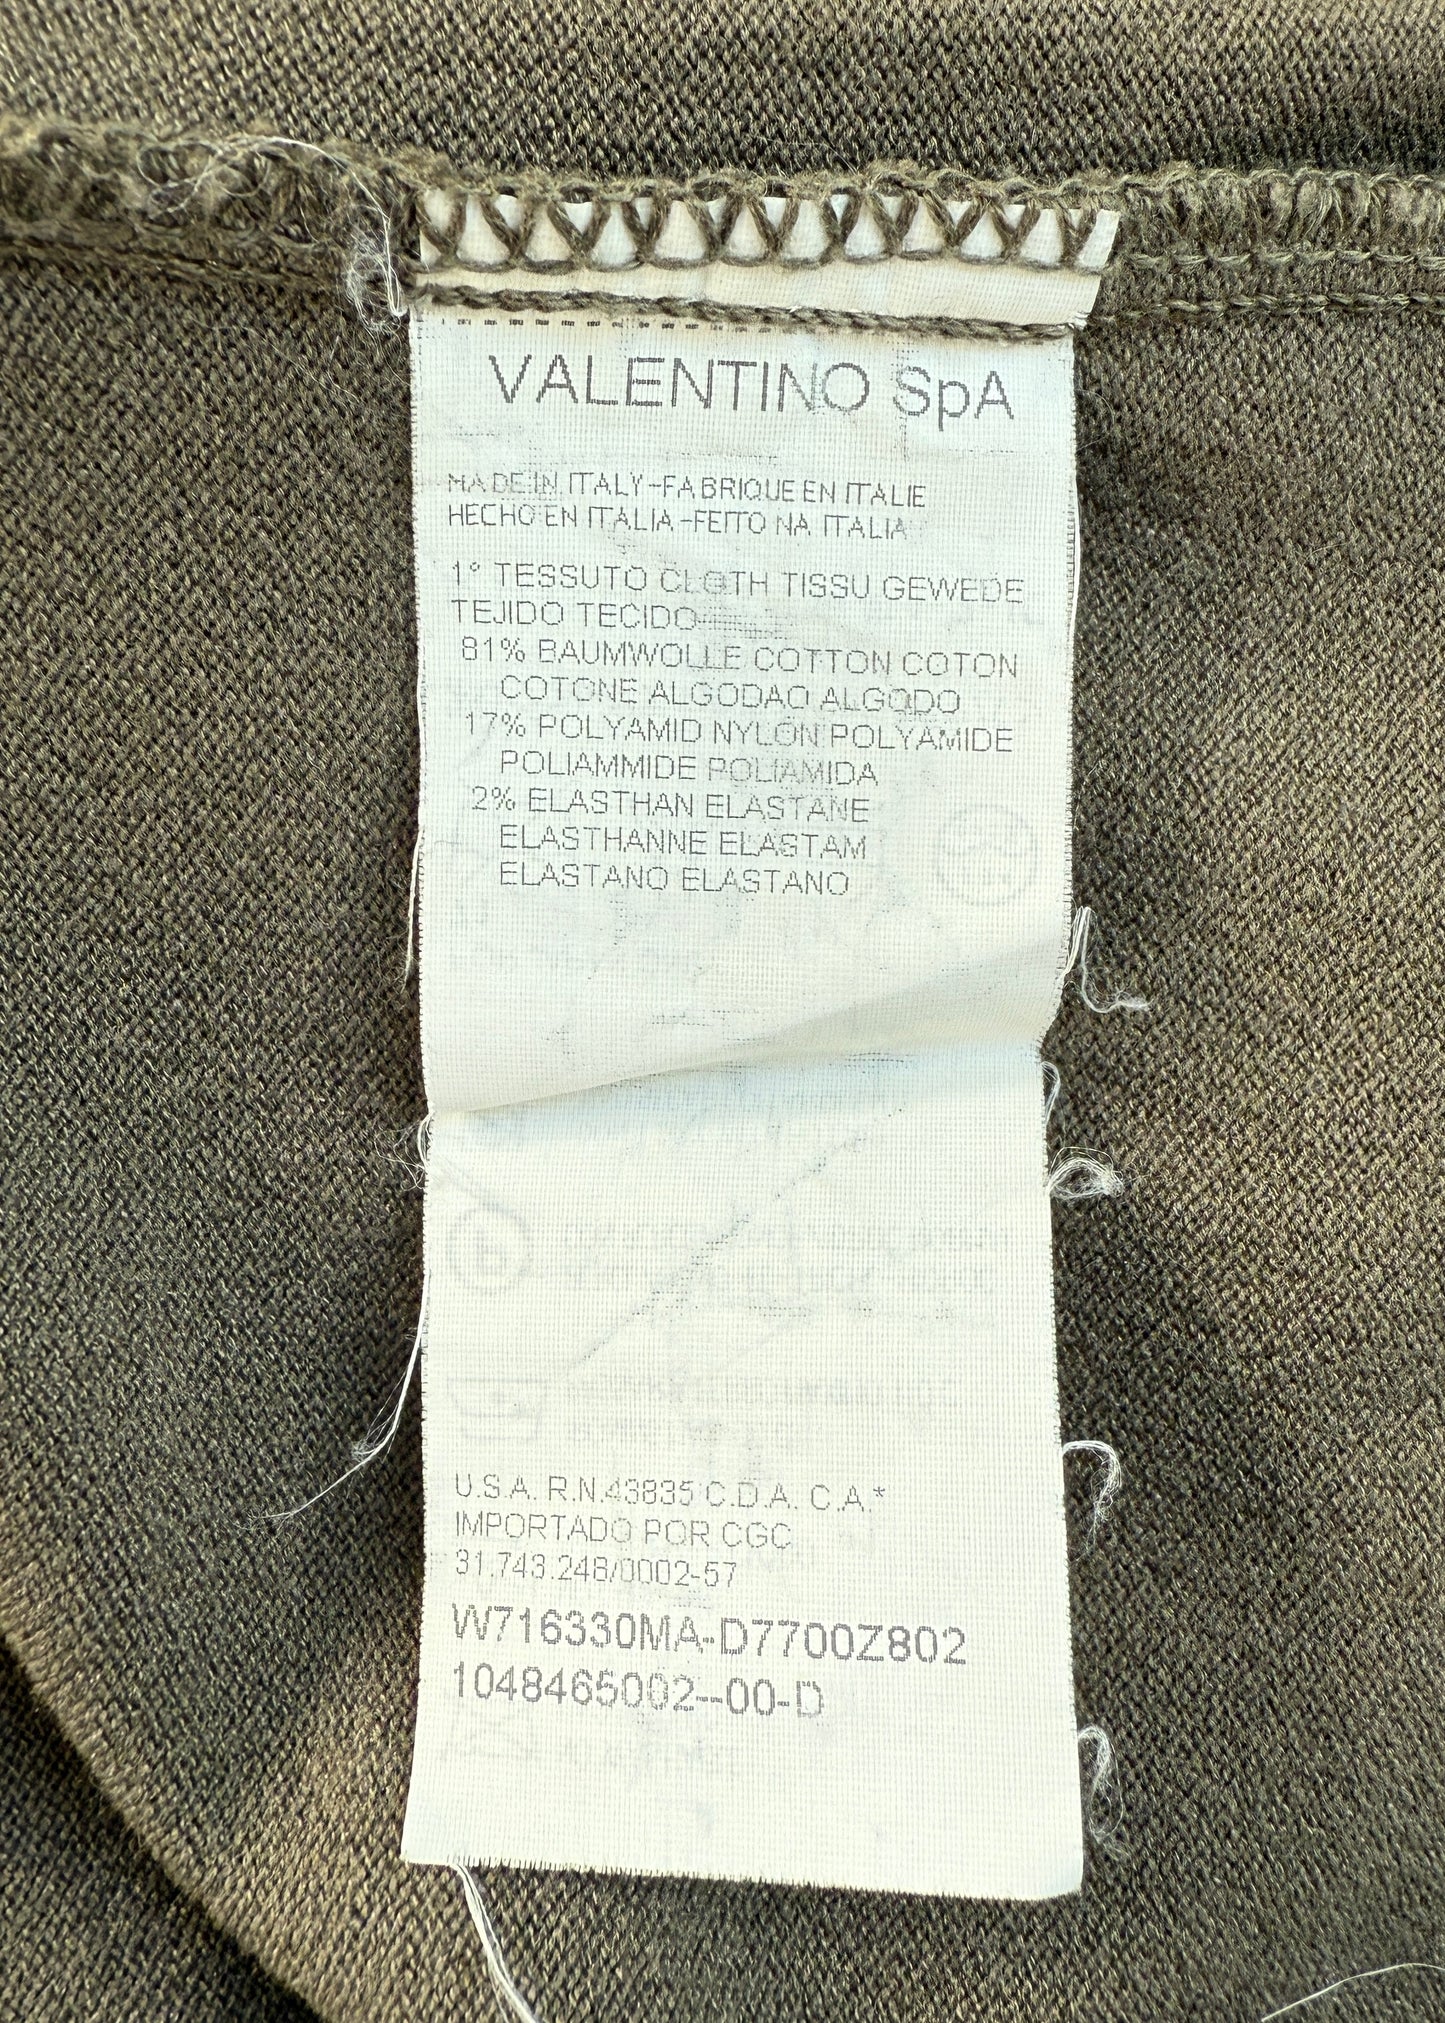 VALENTINO SpA
MADE IN ITALY-FABRIQUE EN ITALIE
HECHO EN ITALIA-FEITO NA ITALIA
1° TESSUTO CLOTH TISSU GEWEDE
TEJIDO TECIDO
81% BAUMWOLLE COTTON COTON
COTONE ALGODAO ALGODO
17% POLYAMID NYLON POLYAMIDE
POLIAMMIDE POLIAMIDA
2% ELASTHAN ELASTANE
ELASTHANNE ELASTAM
ELASTANO ELASTANO
U.S.A. R.N.43835 C.D.A. C.A.*
IMPORTADO POR CGC
31.743.248/0002-57
W716330MA-D7700Z802
1048465002--00-D